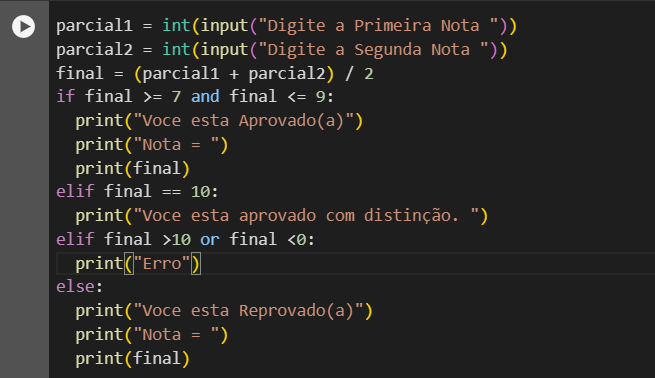 parcial1 = int(input("Digite a Primeira Nota "))
parcial2 = int(input("Digite a Segunda Nota "))
final = (parcial1 + parcial2) / 2
if final >= 7 and final <= 9:
  print("Voce esta Aprovado(a)")
  print("Nota = ")
  print(final)
elif final == 10:
  print("Voce esta aprovado com distinção. ")
elif final >10 or final <0:
  print("Erro")
else:
  print("Voce esta Reprovado(a)")
  print("Nota = ")
  print(final)